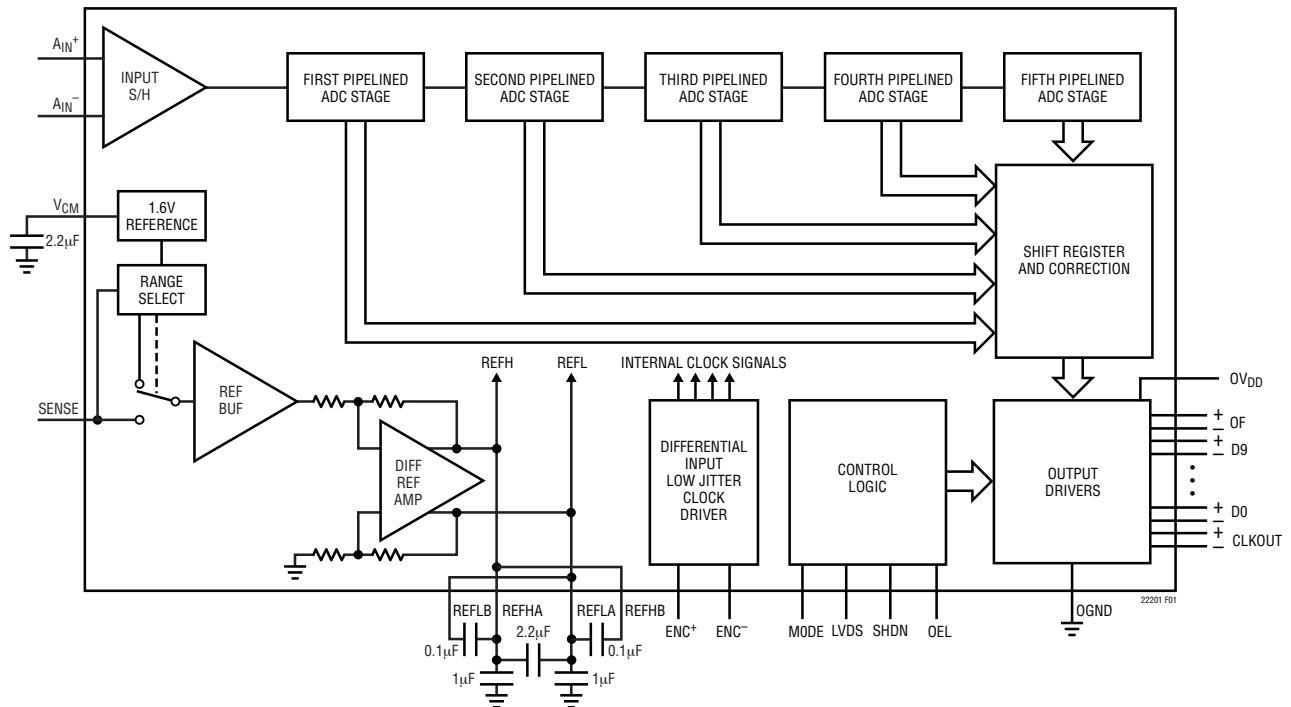 AIN+
AIN−
INPUT
S/H
FIRST PIPELINED
ADC STAGE
SECOND PIPELINED
ADC STAGE
THIRD PIPELINED
ADC STAGE
FOURTH PIPELINED
ADC STAGE
FIFTH PIPELINED
ADC STAGE
VCM
2.2µF
1.6V
REFERENCE
RANGE
SELECT
SHIFT REGISTER
AND CORRECTION
SENSE
REF
BUF
DIFF
REF
AMP
REFH
REFL
INTERNAL CLOCK SIGNALS
DIFFERENTIAL
INPUT
LOW JITTER
CLOCK
DRIVER
CONTROL
LOGIC
OUTPUT
DRIVERS
OVDD
+
− OF
+
− D9
+
− D0
+
− CLKOUT
REFLB
REFHA
REFLA
REFHB
0.1µF
2.2µF
0.1µF
1µF
1µF
ENC+
ENC−
MODE
LVDS
SHDN
OEL
OGND
22201 F01